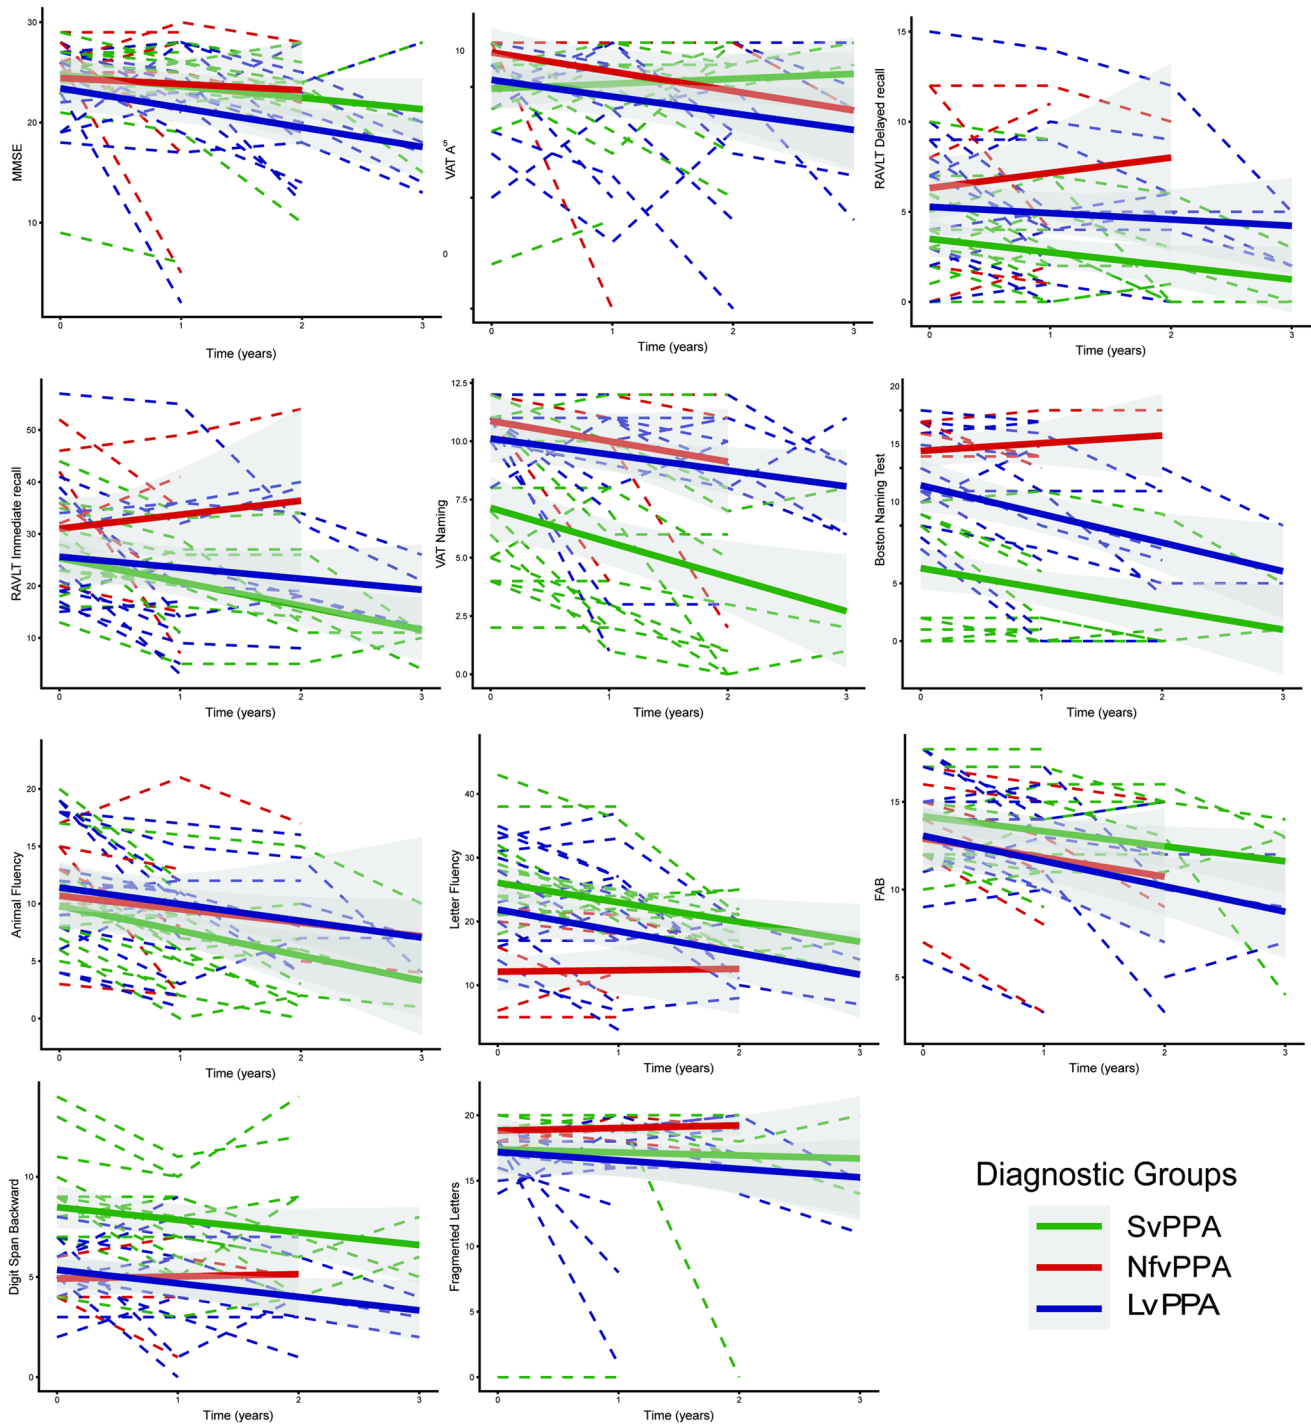 30
20
10
MMSE
0 1 2 3
Time (years)
10
5
0
VAT A
0 1 2 3
Time (years)
15
10
5
0
RAVLT Delayed recall
0 1 2 3
Time (years)
50
40
30
20
10
RAVLT Immediate recall
0 1 2 3
Time (years)
12.5
10.0
7.5
5.0
2.5
0.0
VAT Naming
0 1 2 3
Time (years)
15
10
5
0
Boston Naming Test
0 1 2 3
Time (years)
20
15
10
5
0
Animal Fluency
0 1 2 3
Time (years)
40
30
20
10
Letter Fluency
0 1 2 3
Time (years)
15
10
5
FAB
0 1 2 3
Time (years)
10
5
0
Digit Span Backward
0 1 2 3
Time (years)
20
15
10
5
0
Fragmented Letters
0 1 2 3
Time (years)
Diagnostic Groups
SvPPA
NfvPPA
LvPPA